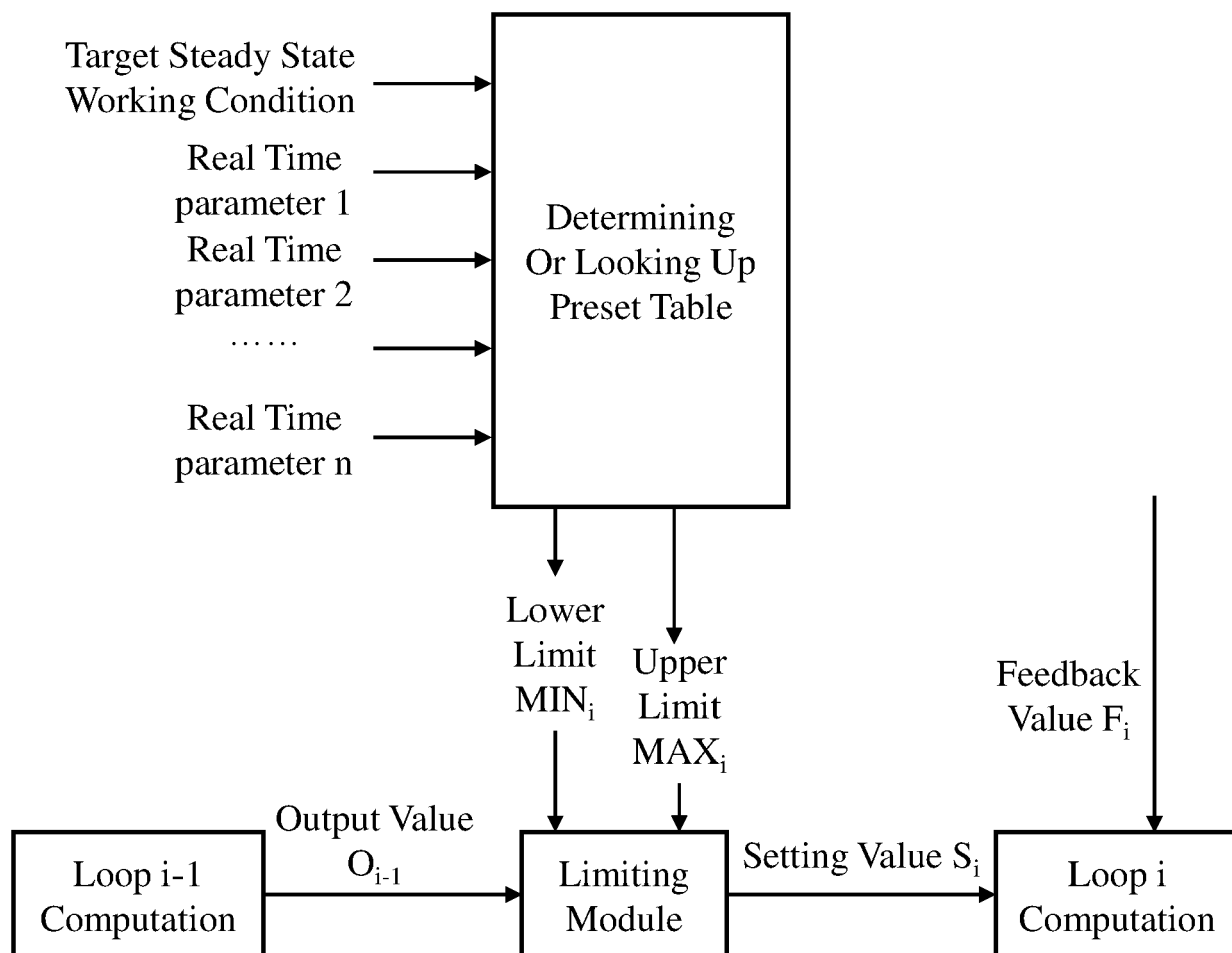 Target Steady State
Working Condition
Real Time
parameter 1
Real Time
parameter 2
……
Real Time
parameter n
Determining
Or Looking Up
Preset Table
Lower
Limit
MINi
Upper
Limit
MAXi
Feedback
Value Fi
Loop i-1
Computation
Output Value
Oi-1
Limiting
Module
Setting Value Si
Loop i
Computation